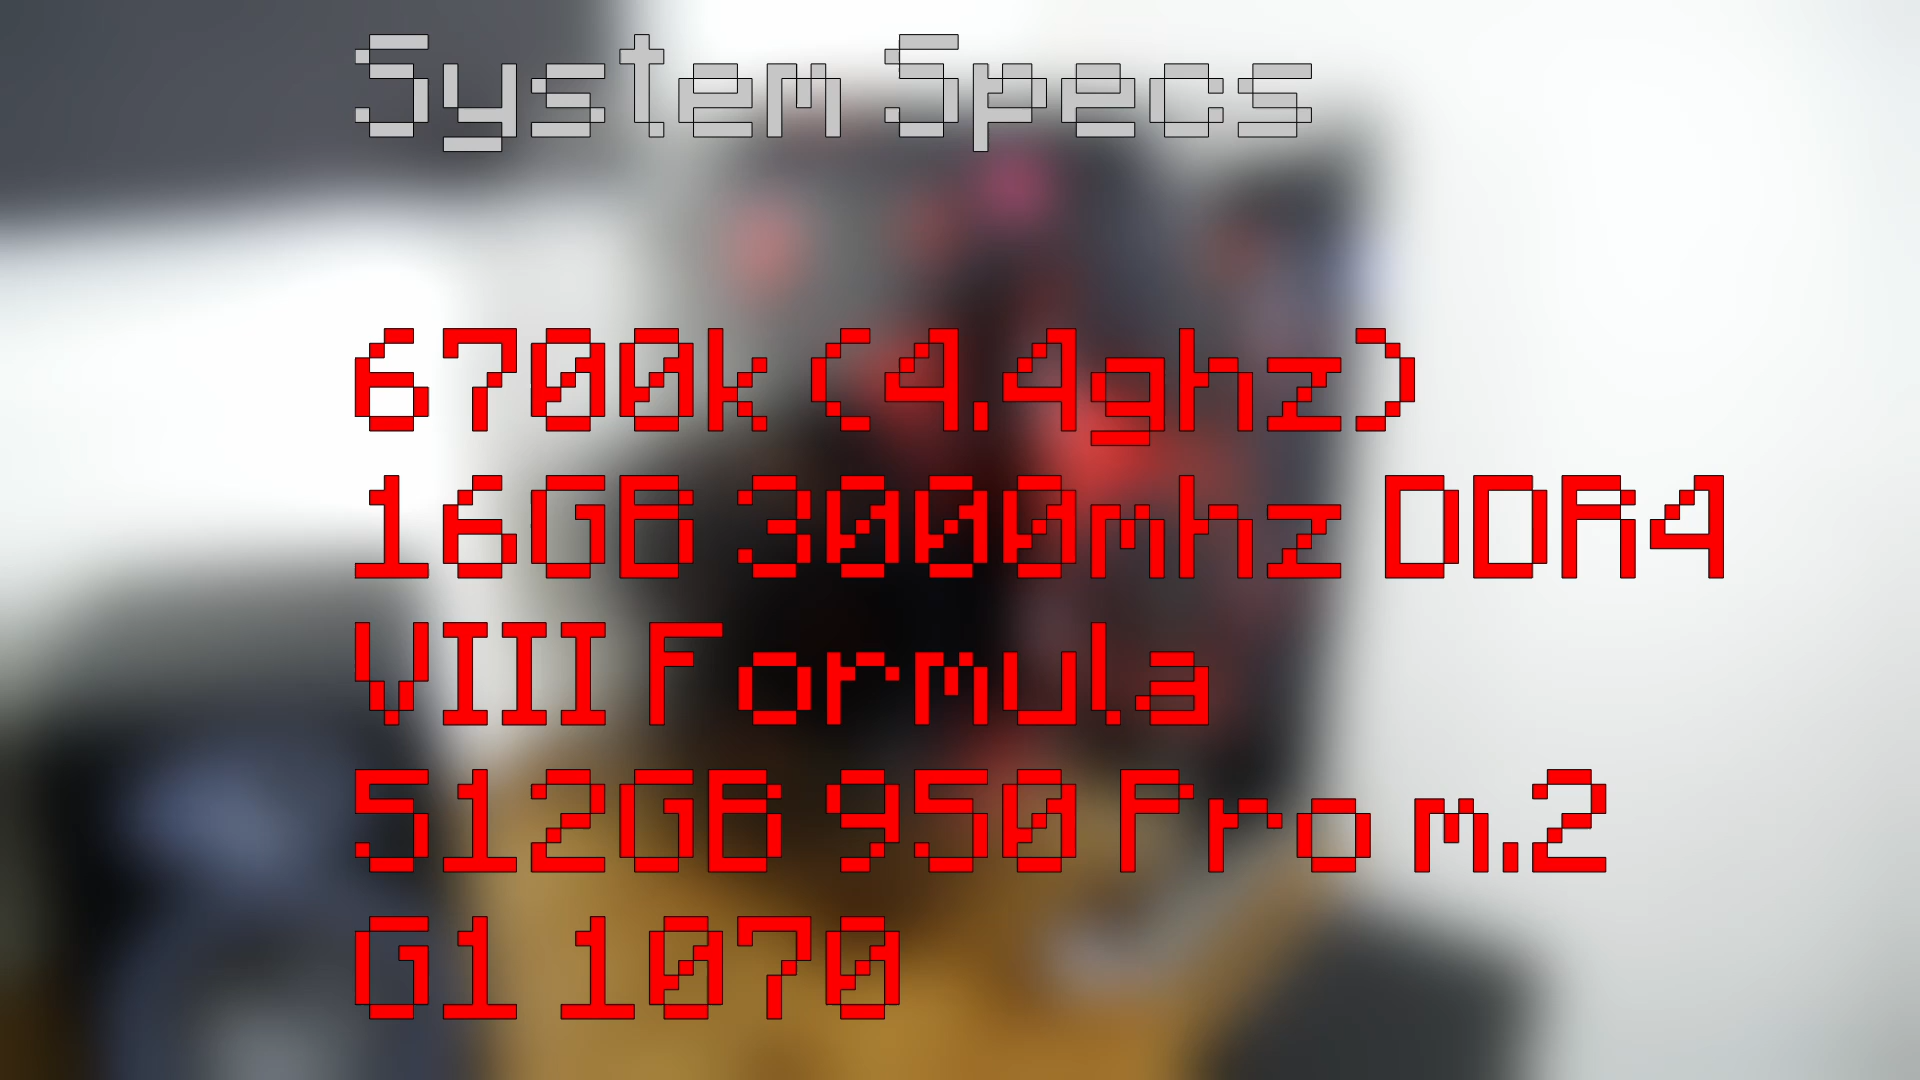 System Specs
6700k (4.4ghz)
16GB 3000mhz DDR4
VIII Formula
512GB 950 Pro m.2
G1 1070